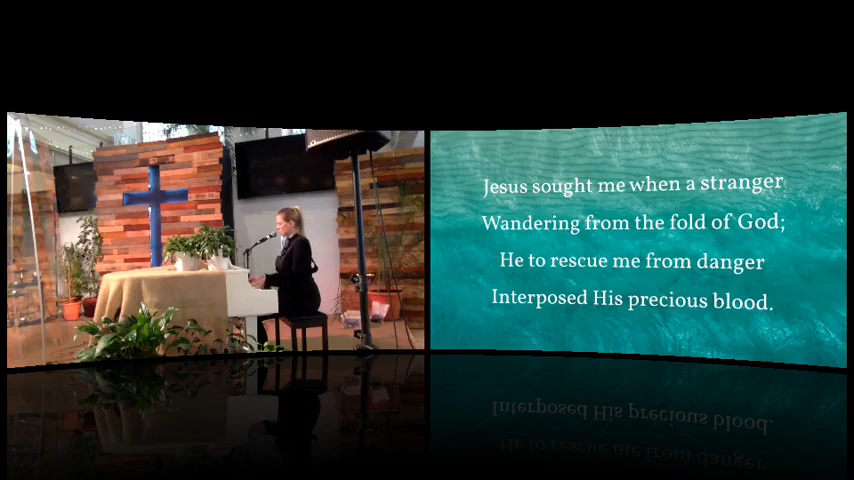 Jesus sought me when a stranger
Wandering from the fold of God;
He to rescue me from danger
Interposed His precious blood.